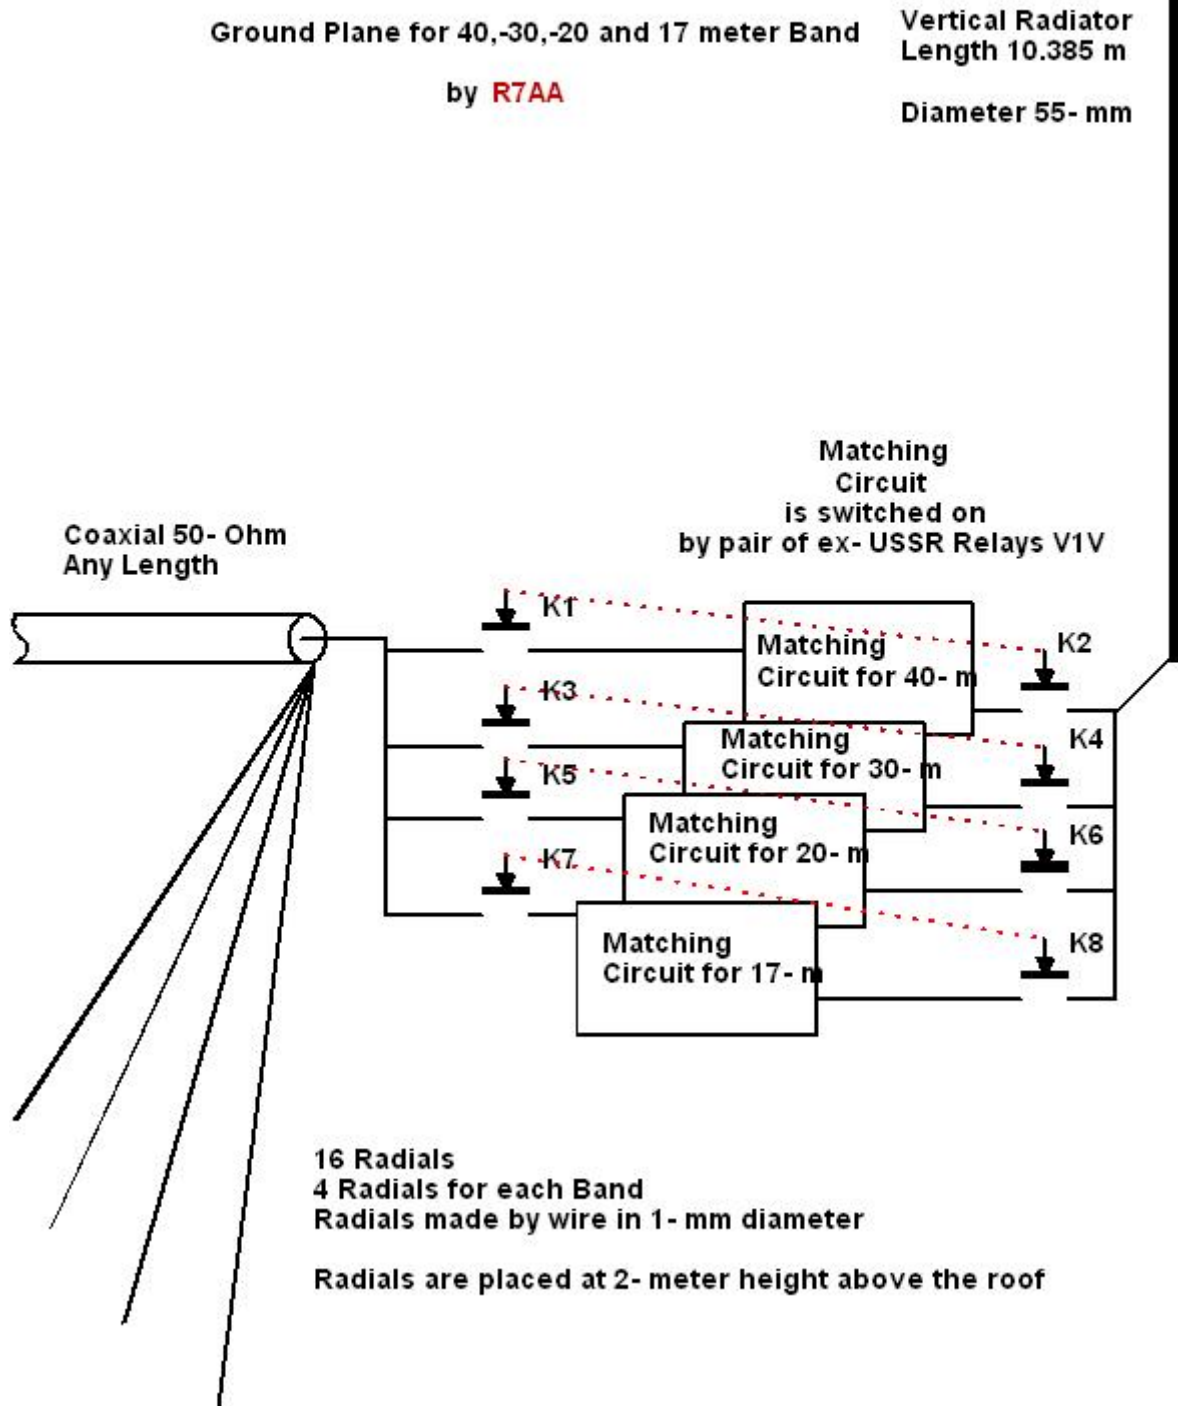 Ground Plane for 40,-30,-20 and 17 meter Band
by R7AA
Vertical Radiator
Length 10.385 m
Diameter 55- mm
Matching
Circuit
is switched on
by pair of ex- USSR Relays V1V
Coaxial 50- Ohm
Any Length
K1
K2
Matching
Circuit for 40- m
K3
K4
Matching
Circuit for 30- m
K5
K6
Matching
Circuit for 20- m
K7
K8
Matching
Circuit for 17- m
16 Radials
4 Radials for each Band
Radials made by wire in 1- mm diameter
Radials are placed at 2- meter height above the roof